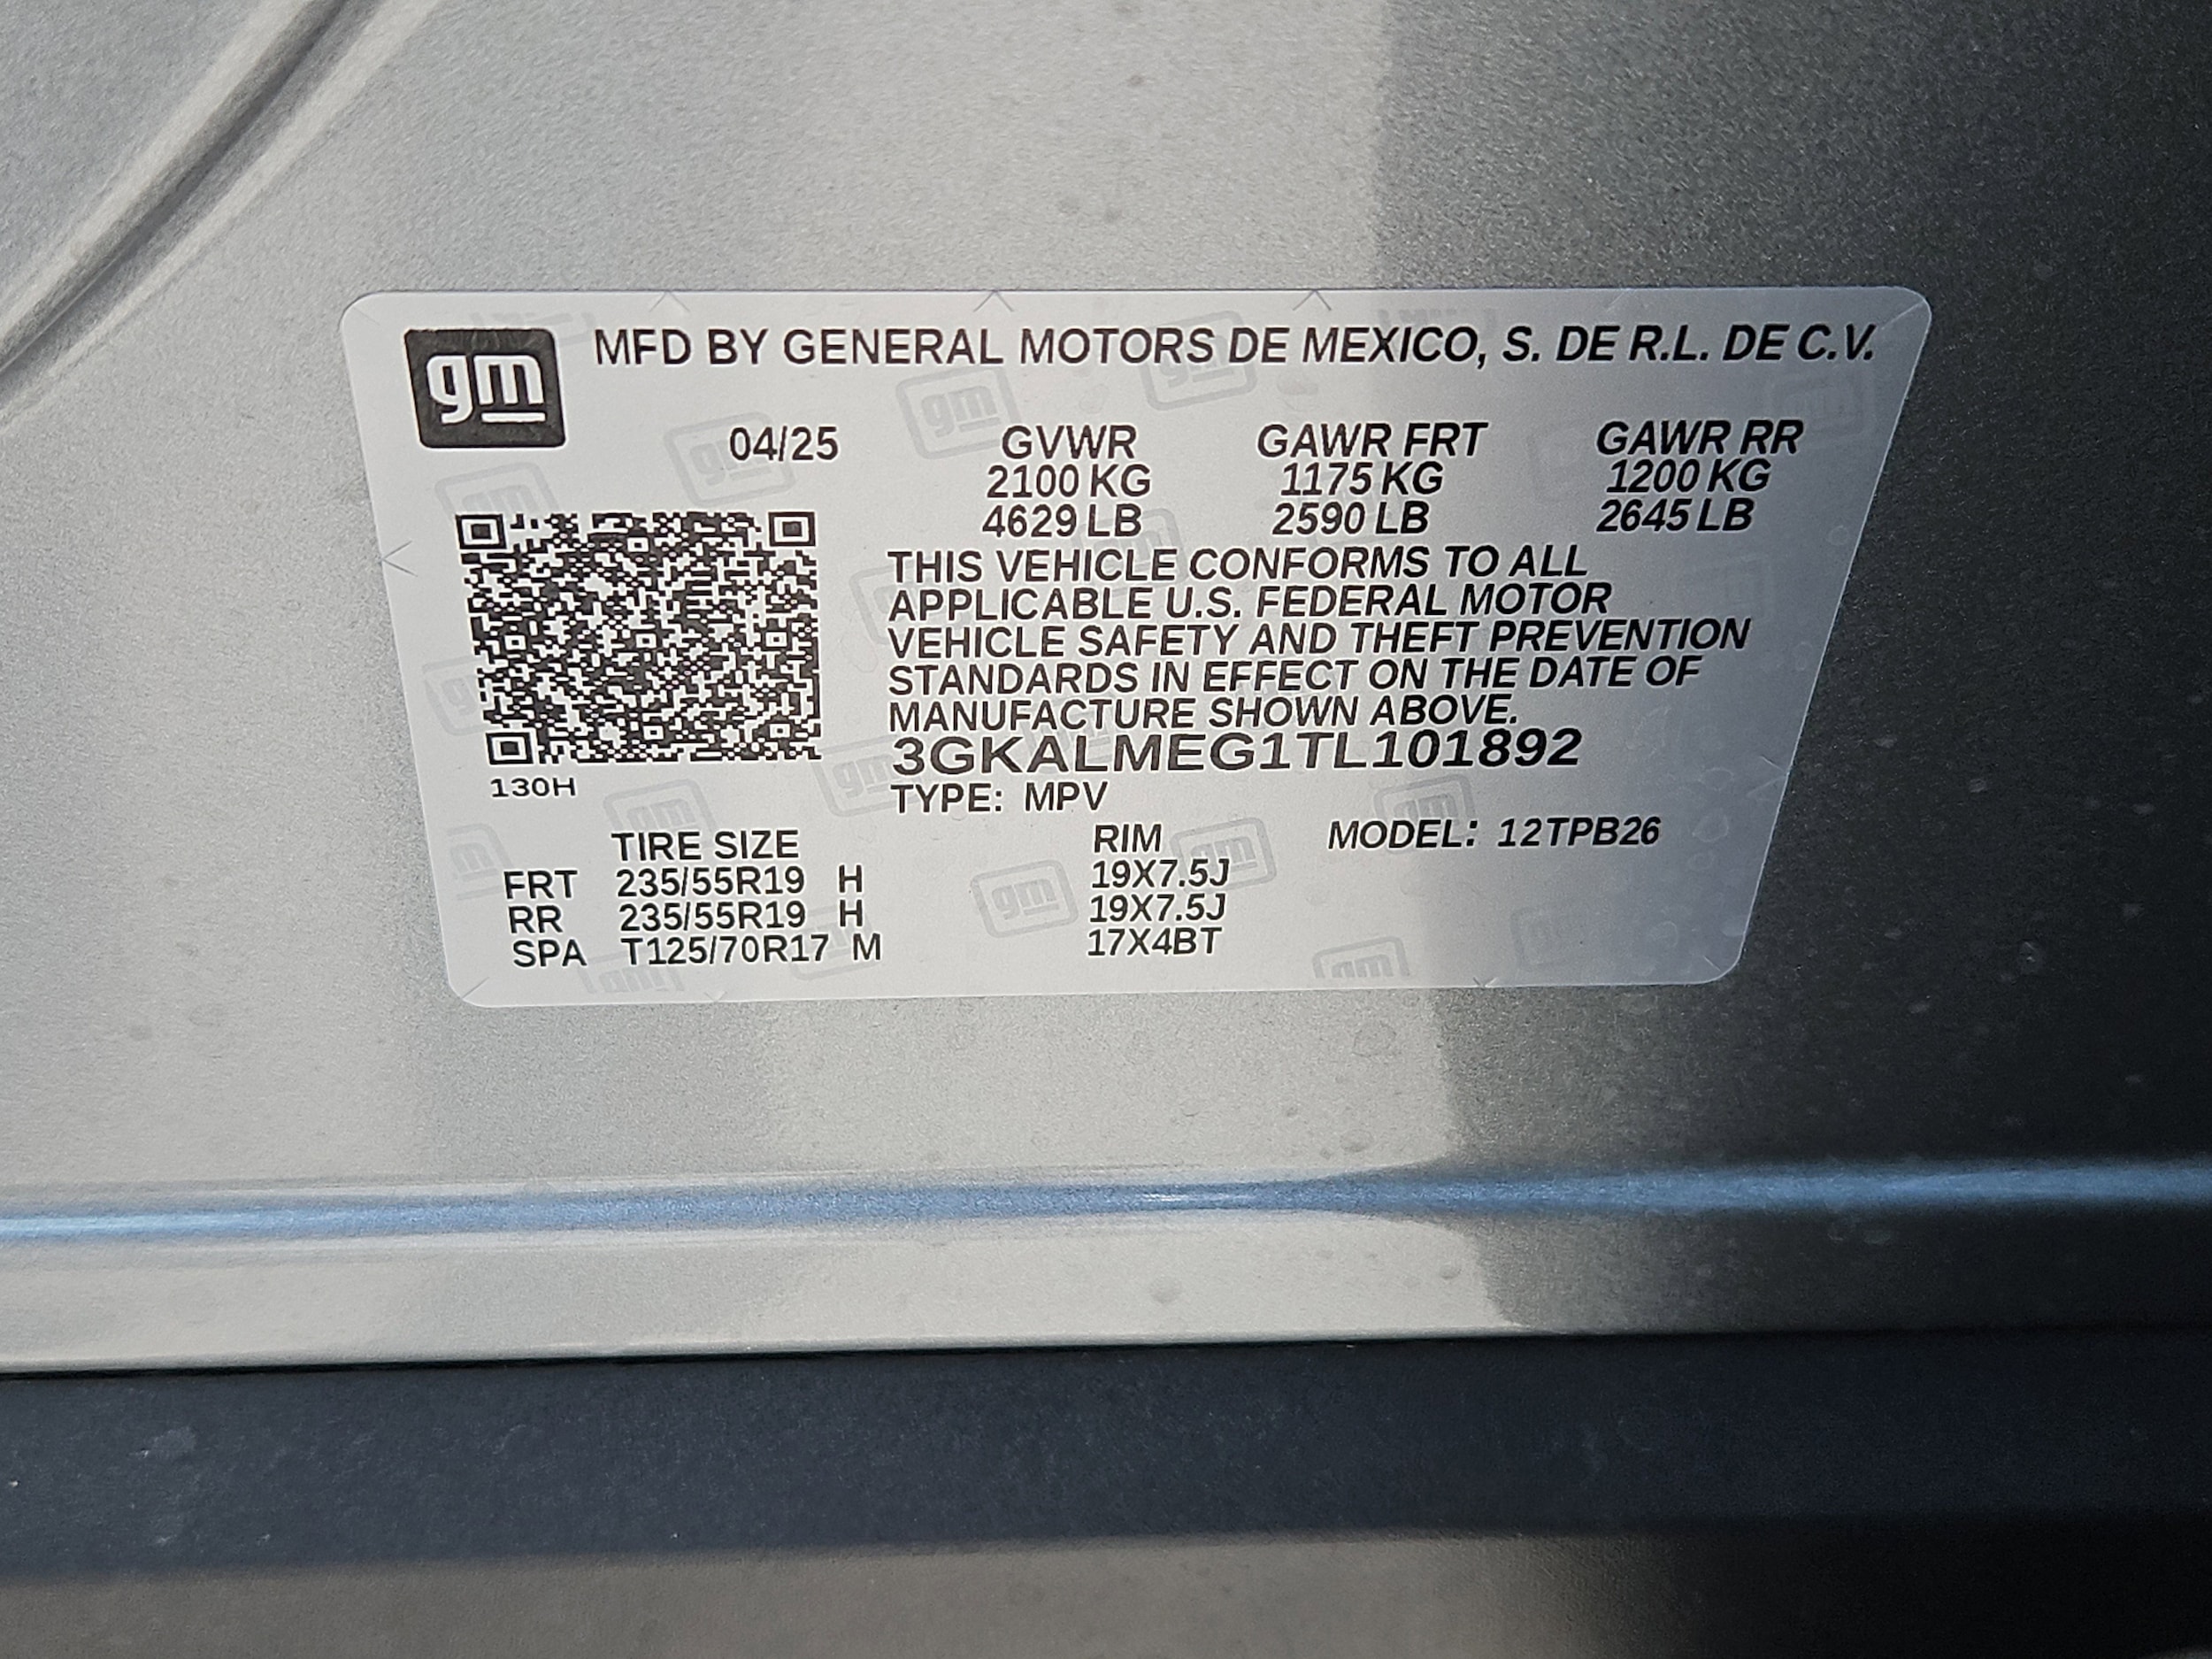 gm MFD BY GENERAL MOTORS DE MEXICO, S. DE R.L. DE C.V.
04/25 GVWR GAWR FRT GAWR RR
2100 KG 1175 KG 1200 KG
4629 LB 2590 LB 2645 LB
THIS VEHICLE CONFORMS TO ALL
APPLICABLE U.S. FEDERAL MOTOR
VEHICLE SAFETY AND THEFT PREVENTION
STANDARDS IN EFFECT ON THE DATE OF
MANUFACTURE SHOWN ABOVE.
3GKALMEG1TL101892
130H TYPE: MPV
TIRE SIZE RIM MODEL: 12TPB26
FRT 235/55R19 H 19X7.5J
RR 235/55R19 H 19X7.5J
SPA T125/70R17 M 17X4BT